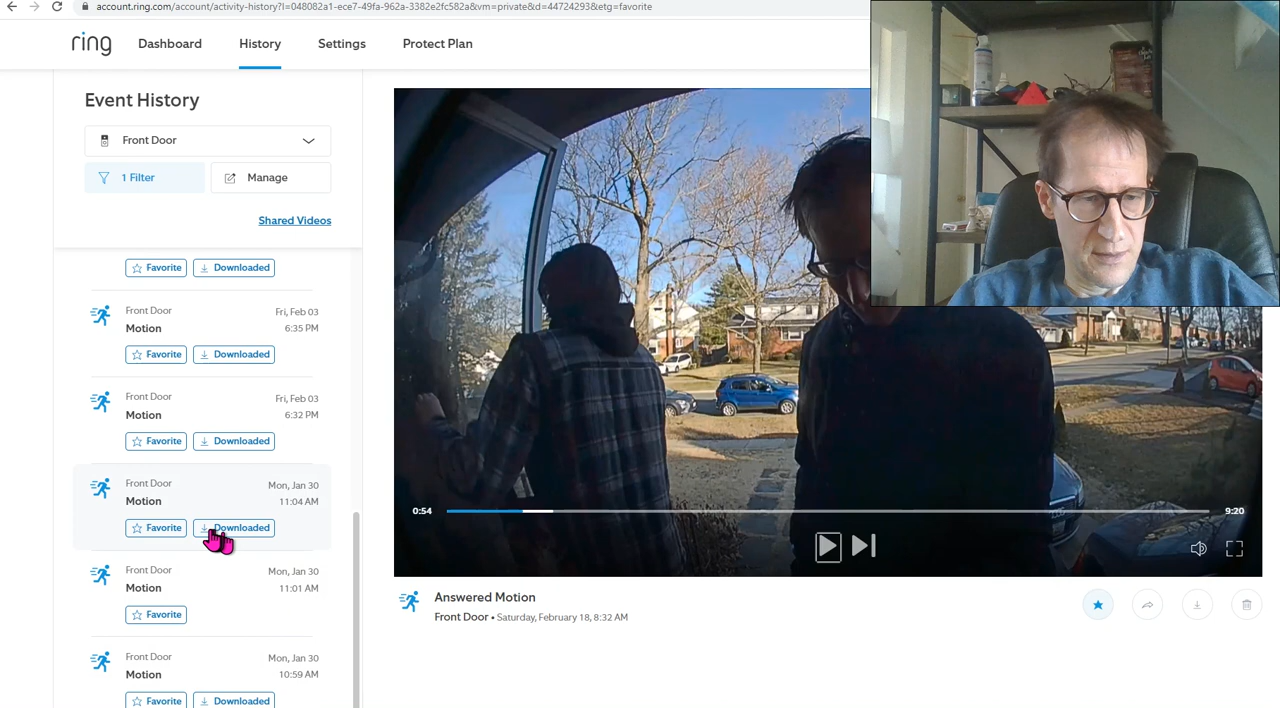 account.ring.com/account/activity-history?l=048082a1-ece7-49fa-962a-3382e2fc582a&vm=private&d=44724293&etg=favorite
ring
Dashboard
History
Settings
Protect Plan
Event History
Front Door
1 Filter
Manage
Shared Videos
Favorite
Downloaded
Front Door
Fri, Feb 03
Motion
6:35 PM
Favorite
Downloaded
Front Door
Fri, Feb 03
Motion
6:32 PM
Favorite
Downloaded
Front Door
Mon, Jan 30
Motion
11:04 AM
Favorite
Downloaded
Front Door
Mon, Jan 30
Motion
11:01 AM
Favorite
Front Door
Mon, Jan 30
Motion
10:59 AM
Favorite
Downloaded
0:54
9:20
Answered Motion
Front Door • Saturday, February 18, 8:32 AM